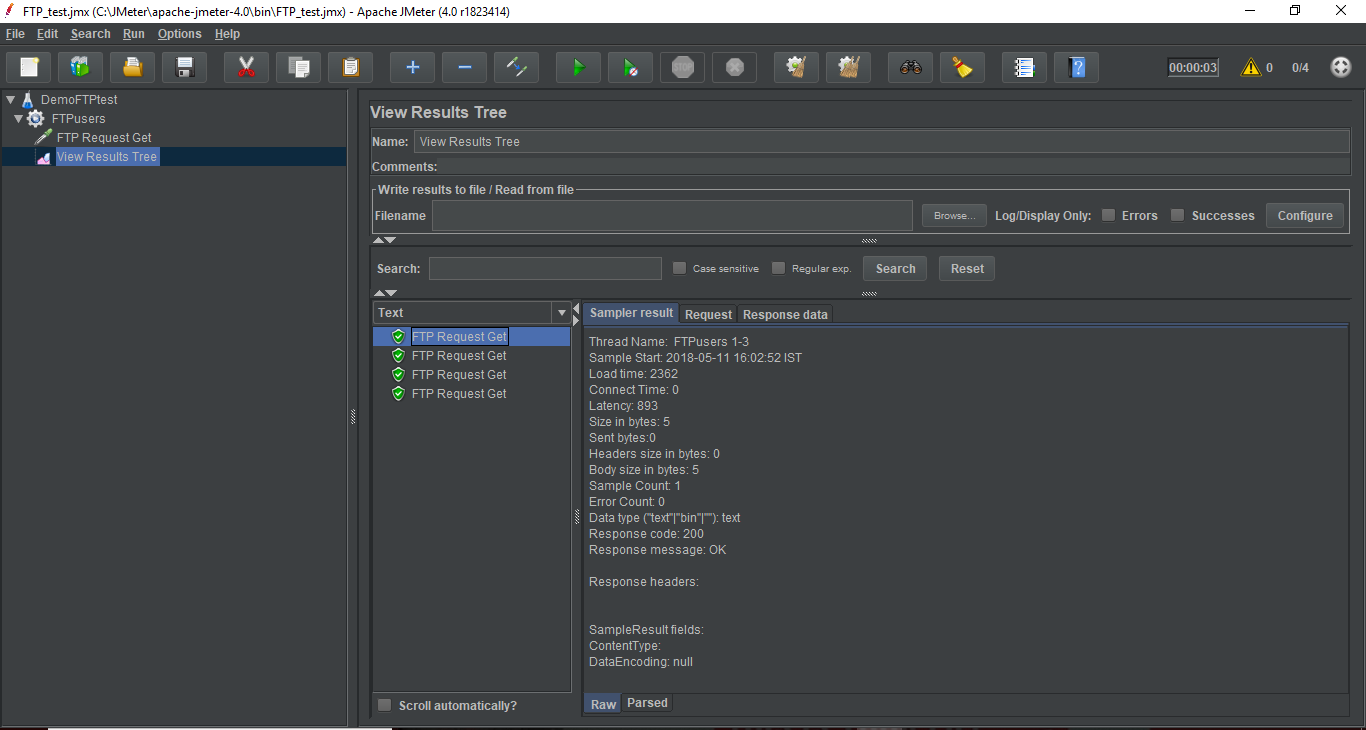 FTP_test.jmx (C:\JMeter\apache-jmeter-4.0\bin\FTP_test.jmx) - Apache JMeter (4.0 r1823414)
File Edit Search Run Options Help
STOP
00:00:03 0 0/4
DemoFTPtest
FTPusers
FTP Request Get
View Results Tree
View Results Tree
Name: View Results Tree
Comments:
Write results to file / Read from file
Filename Browse... Log/Display Only: Errors Successes Configure
Search: Case sensitive Regular exp. Search Reset
Text
FTP Request Get
FTP Request Get
FTP Request Get
FTP Request Get
Scroll automatically?
Sampler result Request Response data
Thread Name: FTPusers 1-3
Sample Start: 2018-05-11 16:02:52 IST
Load time: 2362
Connect Time: 0
Latency: 893
Size in bytes: 5
Sent bytes:0
Headers size in bytes: 0
Body size in bytes: 5
Sample Count: 1
Error Count: 0
Data type ("text"|"bin"|""): text
Response code: 200
Response message: OK
Response headers:
SampleResult fields:
ContentType:
DataEncoding: null
Raw Parsed